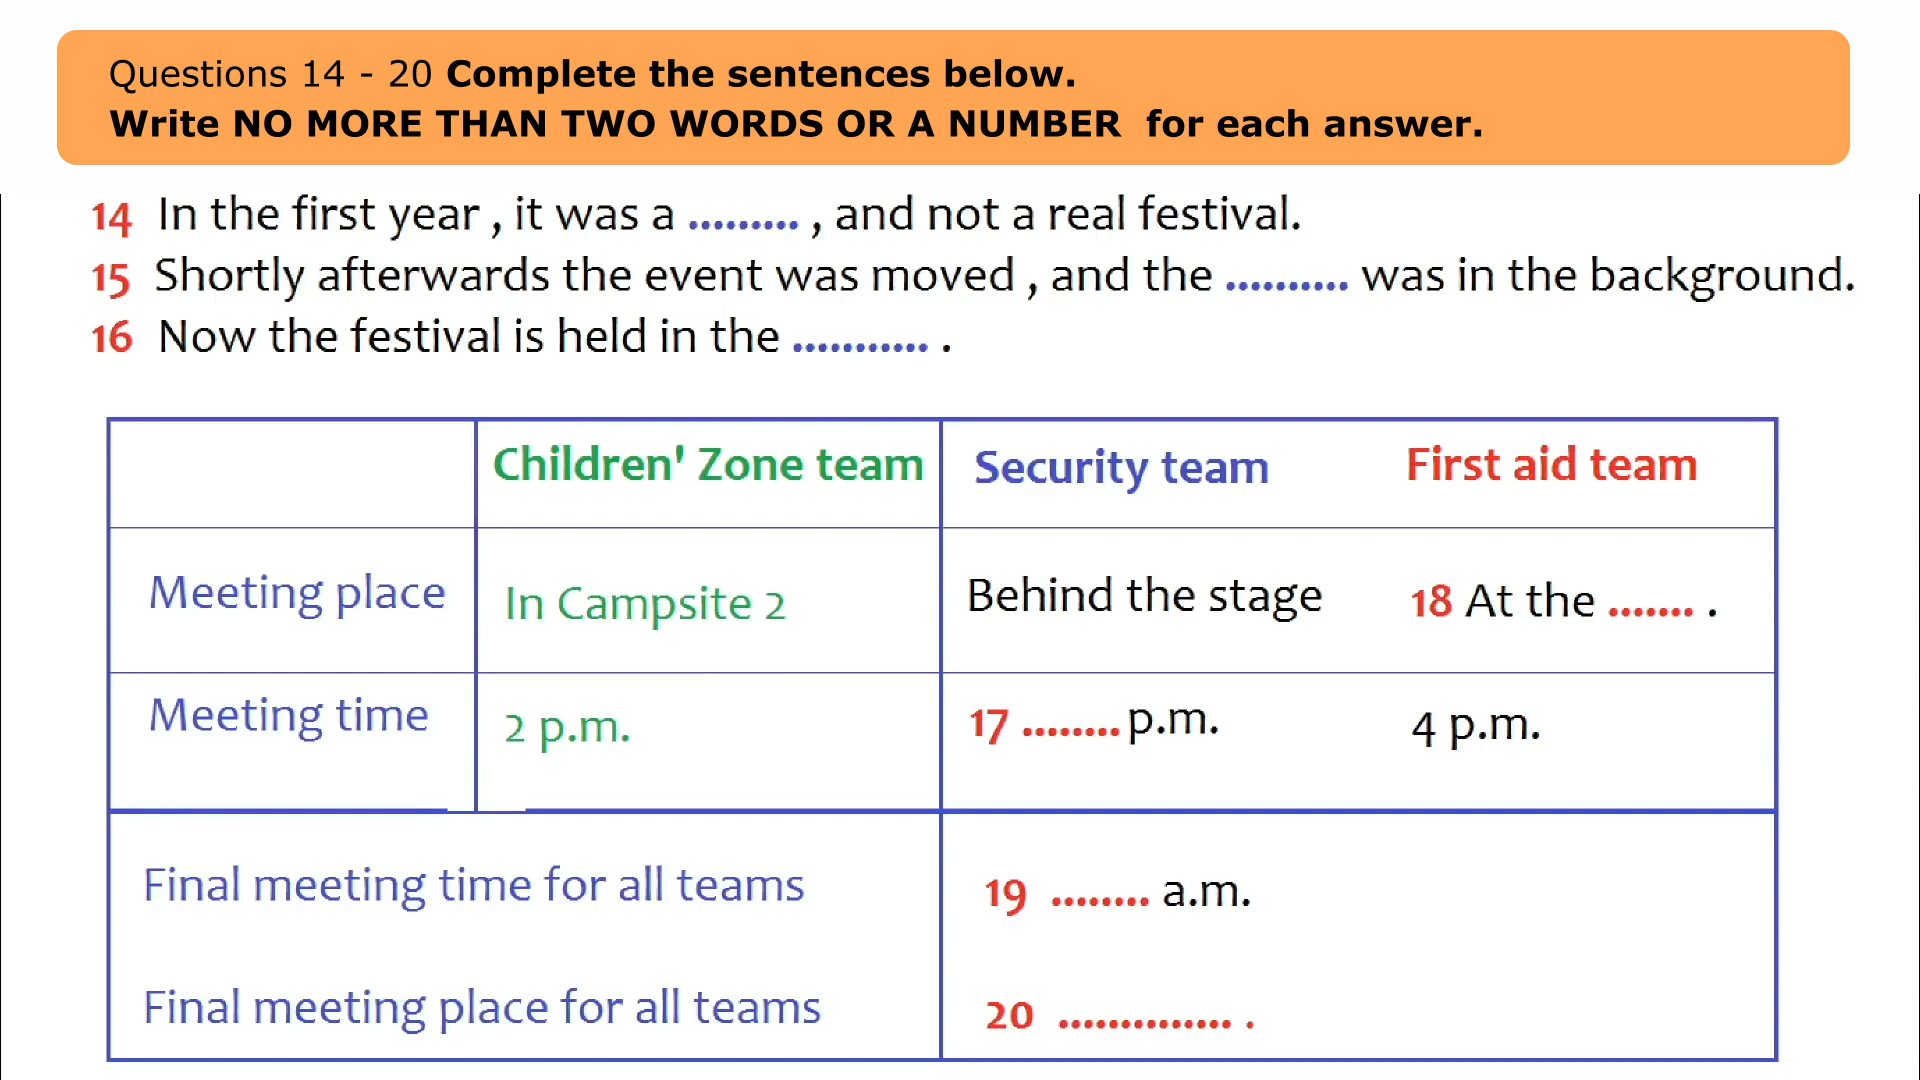 Questions 14 - 20 Complete the sentences below.
Write NO MORE THAN TWO WORDS OR A NUMBER for each answer.
14 In the first year , it was a ......... , and not a real festival.
15 Shortly afterwards the event was moved , and the .......... was in the background.
16 Now the festival is held in the ........... .
Children' Zone team Security team First aid team
Meeting place In Campsite 2 Behind the stage 18 At the ....... .
Meeting time 2 p.m. 17 ........ p.m. 4 p.m.
Final meeting time for all teams 19 ........ a.m.
Final meeting place for all teams 20 .............. .